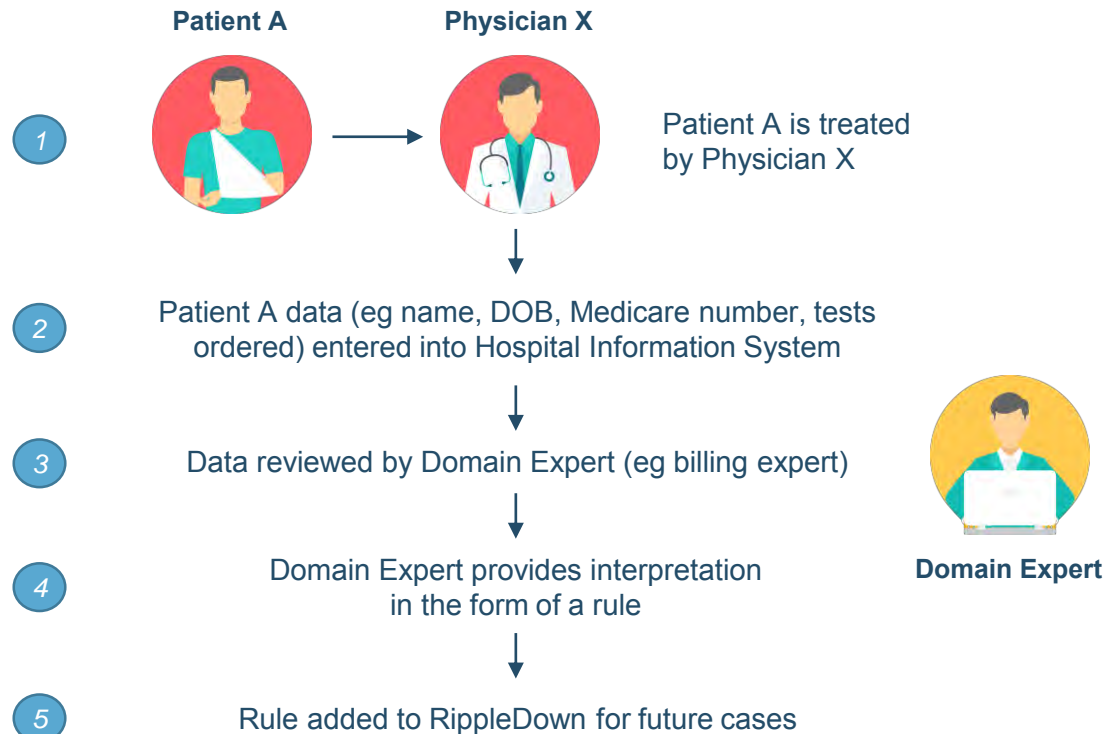 Patient A
Physician X
1
Patient A is treated
by Physician X
2
Patient A data (eg name, DOB, Medicare number, tests
ordered) entered into Hospital Information System
3
Data reviewed by Domain Expert (eg billing expert)
4
Domain Expert provides interpretation
in the form of a rule
Domain Expert
5
Rule added to RippleDown for future cases